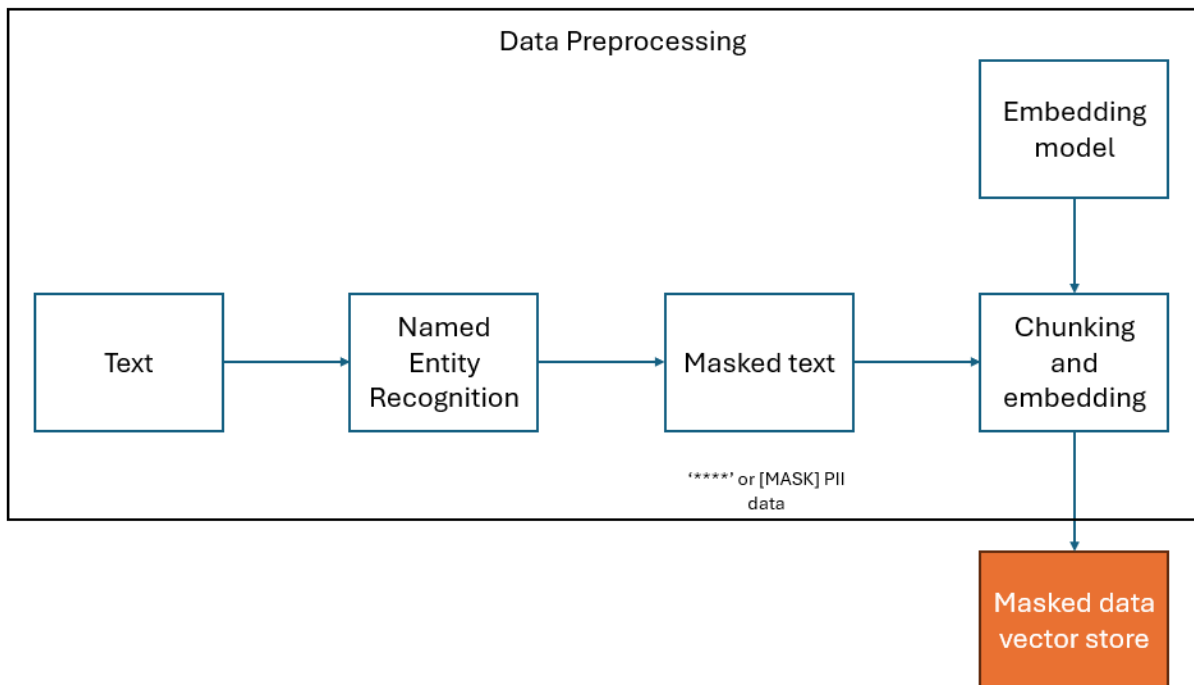 Data Preprocessing
Embedding
model
Text
Named
Entity
Recognition
Masked text
Chunking
and
embedding
‘****’ or [MASK] PII
data
Masked data
vector store